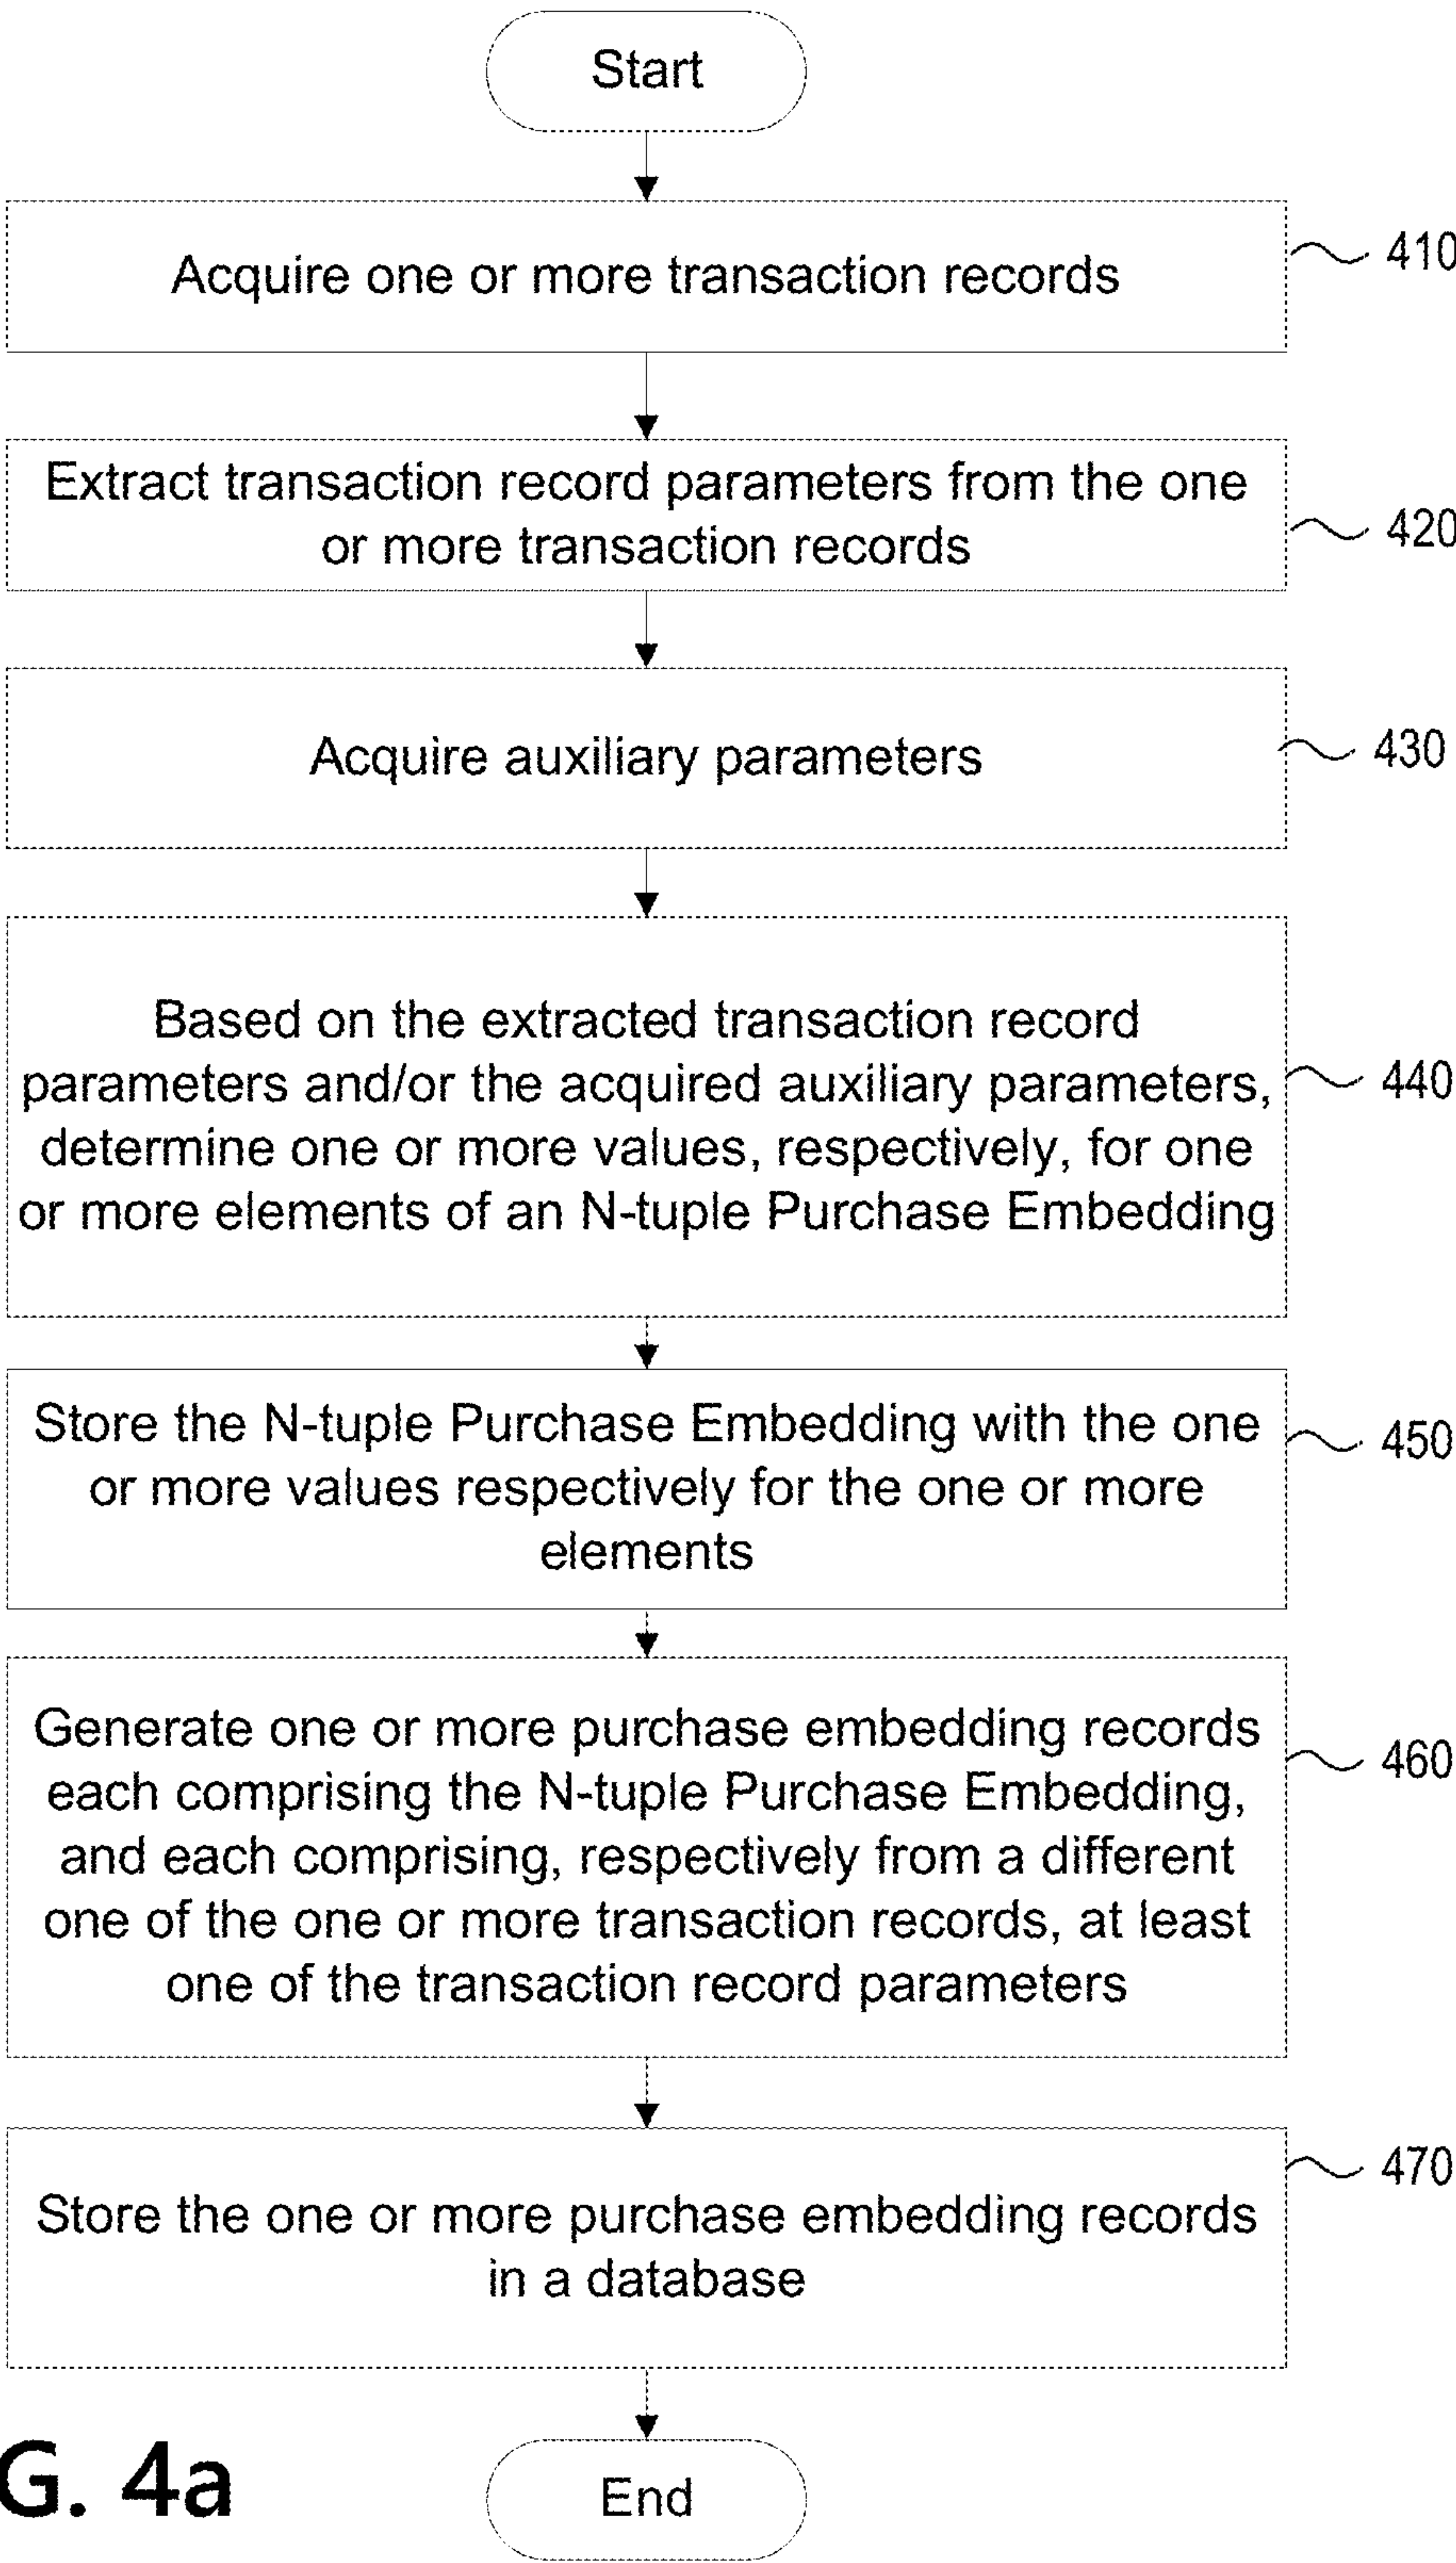 Start
Acquire one or more transaction records
410
Extract transaction record parameters from the one
or more transaction records
420
Acquire auxiliary parameters
430
Based on the extracted transaction record
parameters and/or the acquired auxiliary parameters,
determine one or more values, respectively, for one
or more elements of an N-tuple Purchase Embedding
440
Store the N-tuple Purchase Embedding with the one
or more values respectively for the one or more
elements
450
Generate one or more purchase embedding records
each comprising the N-tuple Purchase Embedding,
and each comprising, respectively from a different
one of the one or more transaction records, at least
one of the transaction record parameters
460
Store the one or more purchase embedding records
in a database
470
End
G. 4a